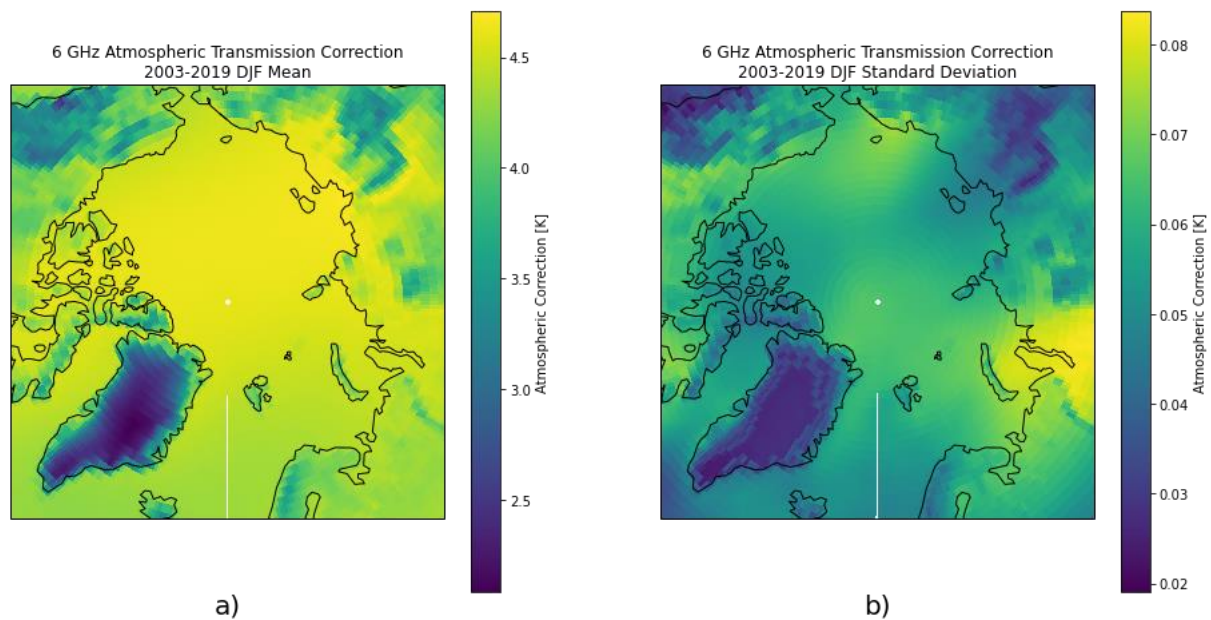 6 GHz Atmospheric Transmission Correction
2003-2019 DJF Mean
4.5
4.0
3.5
3.0
2.5
Atmospheric Correction [K]
a)
6 GHz Atmospheric Transmission Correction
2003-2019 DJF Standard Deviation
0.08
0.07
0.06
0.05
0.04
0.03
0.02
Atmospheric Correction [K]
b)